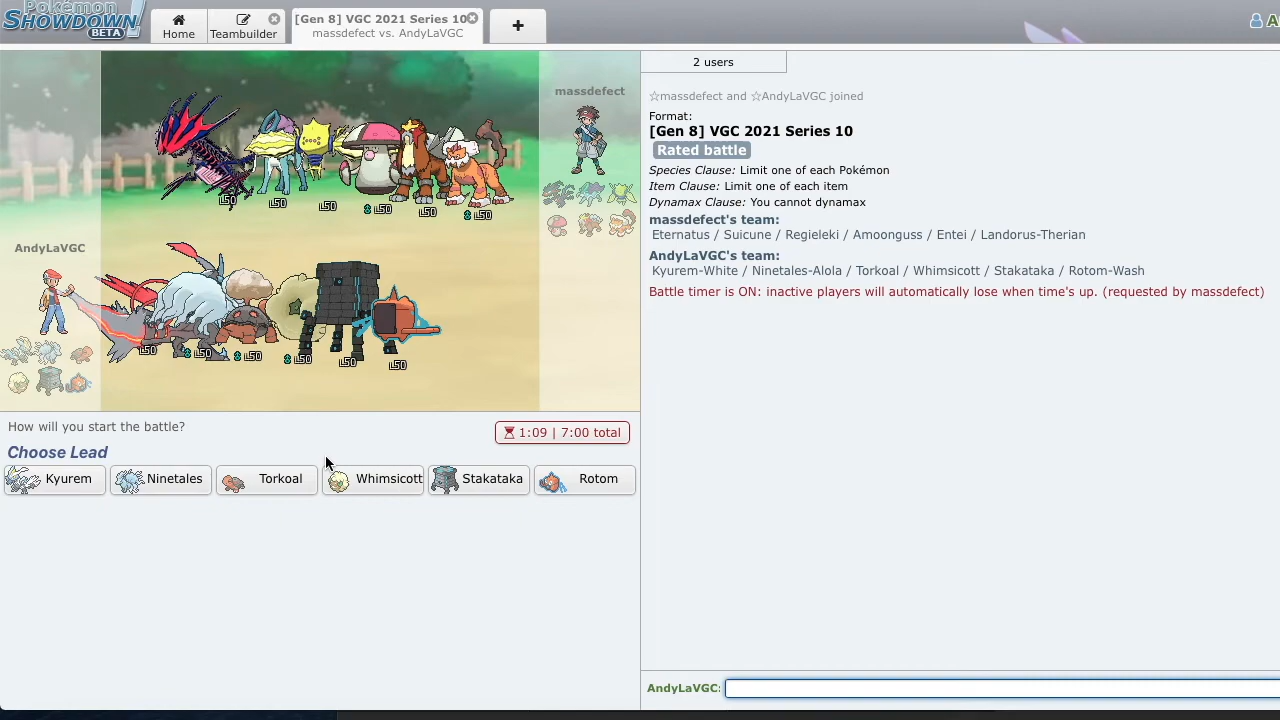 Pokémon
SHOWDOWN!
BETA
Home
Teambuilder
[Gen 8] VGC 2021 Series 10
massdefect vs. AndyLaVGC
+
A
2 users
☆massdefect and ☆AndyLaVGC joined
Format:
[Gen 8] VGC 2021 Series 10
Rated battle
Species Clause: Limit one of each Pokémon
Item Clause: Limit one of each item
Dynamax Clause: You cannot dynamax
massdefect's team:
Eternatus / Suicune / Regieleki / Amoonguss / Entei / Landorus-Therian
AndyLaVGC's team:
Kyurem-White / Ninetales-Alola / Torkoal / Whimsicott / Stakataka / Rotom-Wash
Battle timer is ON: inactive players will automatically lose when time's up. (requested by massdefect)
massdefect
L50
L50
L50
L50
L50
L50
AndyLaVGC
L50
L50
L50
L50
L50
L50
How will you start the battle?
1:09 | 7:00 total
Choose Lead
Kyurem
Ninetales
Torkoal
Whimsicott
Stakataka
Rotom
AndyLaVGC: